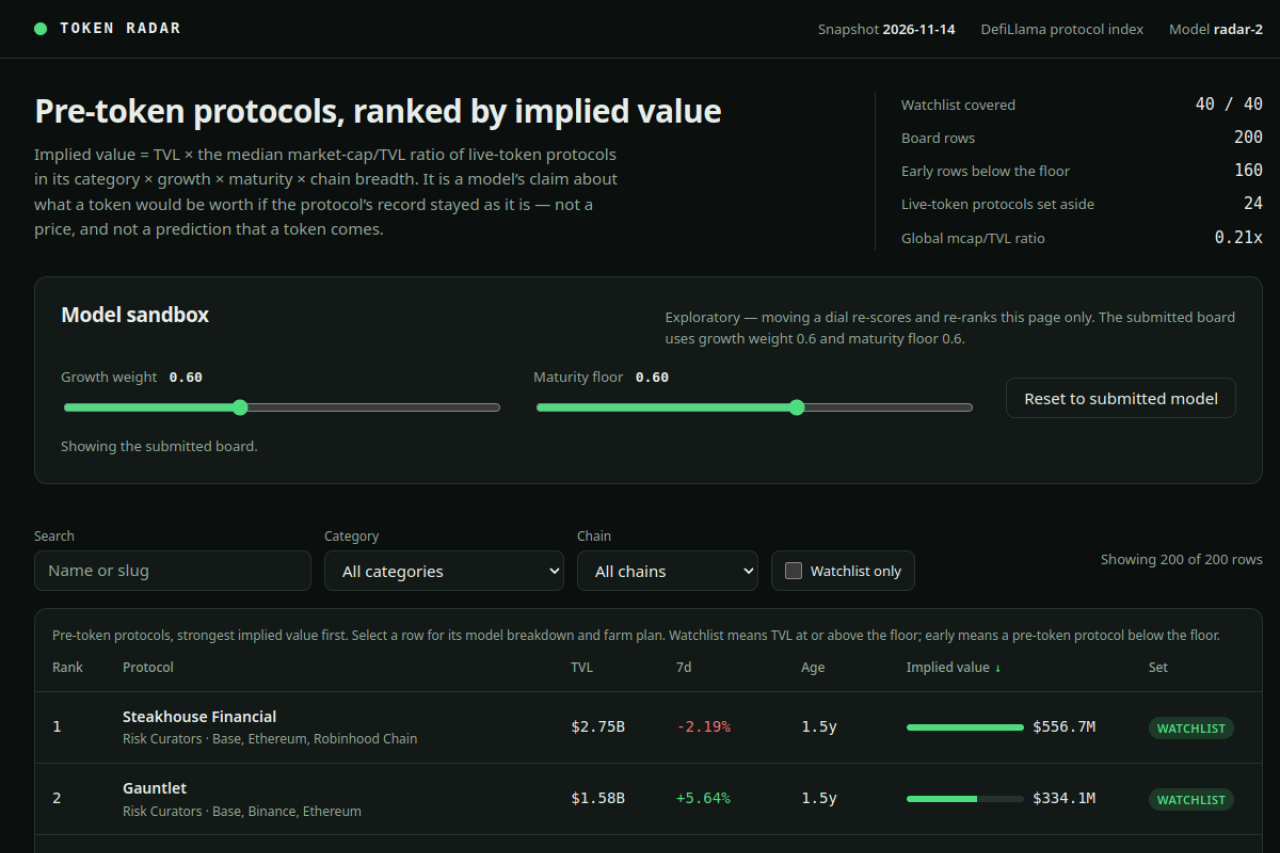 TOKEN RADAR
Snapshot 2026-11-14 DefiLlama protocol index Model radar-2
Pre-token protocols, ranked by implied value
Implied value = TVL × the median market-cap/TVL ratio of live-token protocols
in its category × growth × maturity × chain breadth. It is a model's claim about
what a token would be worth if the protocol's record stayed as it is — not a
price, and not a prediction that a token comes.
Watchlist covered 40 / 40
Board rows 200
Early rows below the floor 160
Live-token protocols set aside 24
Global mcap/TVL ratio 0.21x
Model sandbox
Exploratory — moving a dial re-scores and re-ranks this page only. The submitted board
uses growth weight 0.6 and maturity floor 0.6.
Growth weight 0.60
Maturity floor 0.60
Reset to submitted model
Showing the submitted board.
Search
Name or slug
Category
All categories
Chain
All chains
Watchlist only
Showing 200 of 200 rows
Pre-token protocols, strongest implied value first. Select a row for its model breakdown and farm plan. Watchlist means TVL at or above the floor; early means a pre-token protocol below the floor.
Rank Protocol TVL 7d Age Implied value ↓ Set
1 Steakhouse Financial $2.75B -2.19% 1.5y $556.7M WATCHLIST
Risk Curators · Base, Ethereum, Robinhood Chain
2 Gauntlet $1.58B +5.64% 1.5y $334.1M WATCHLIST
Risk Curators · Base, Binance, Ethereum